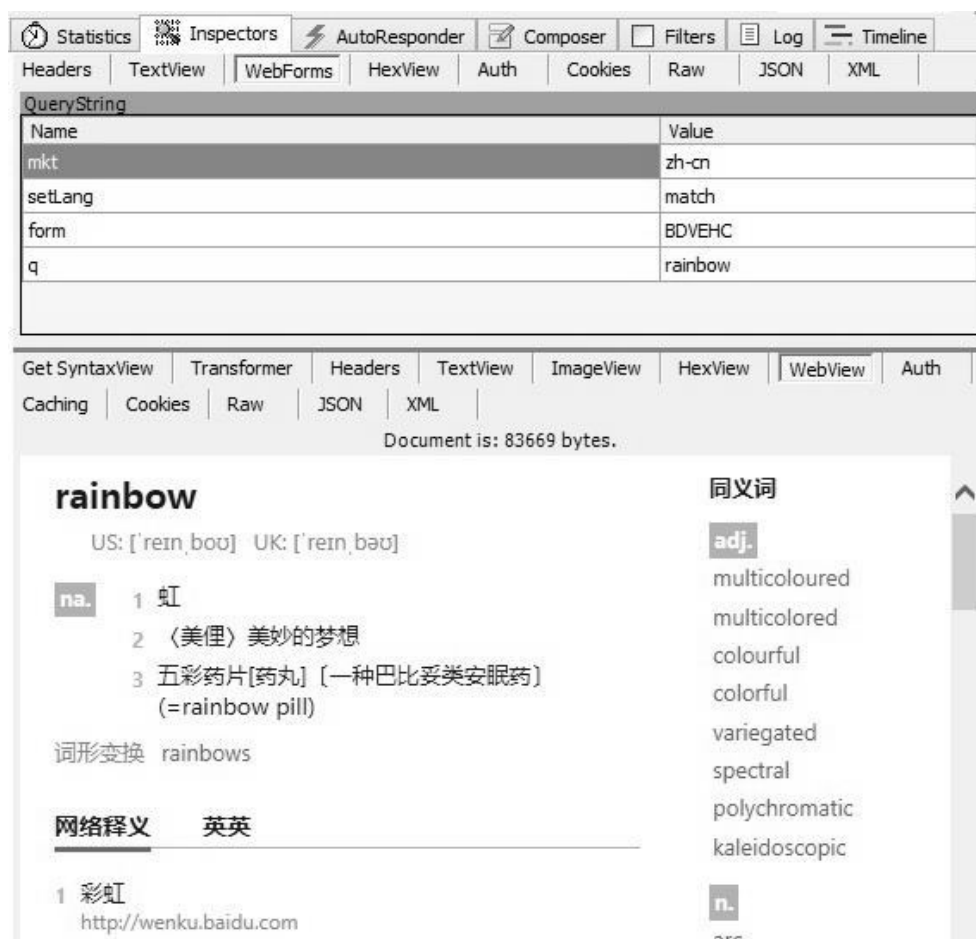 Statistics Inspectors AutoResponder Composer Filters Log Timeline
Headers TextView WebForms HexView Auth Cookies Raw JSON XML
QueryString
Name Value
mkt zh-cn
setLang match
form BDVEHC
q rainbow
Get SyntaxView Transformer Headers TextView ImageView HexView WebView Auth
Caching Cookies Raw JSON XML
Document is: 83669 bytes.
rainbow
US: [ˈreɪnˌboʊ] UK: [ˈreɪnˌbəʊ]
na. 1 虹
2 〈美俚〉美妙的梦想
3 五彩药片[药丸]〔一种巴比妥类安眠药〕
(=rainbow pill)
词形变换 rainbows
网络释义 英英
1 彩虹
http://wenku.baidu.com
同义词
adj.
multicoloured
multicolored
colourful
colorful
variegated
spectral
polychromatic
kaleidoscopic
n.